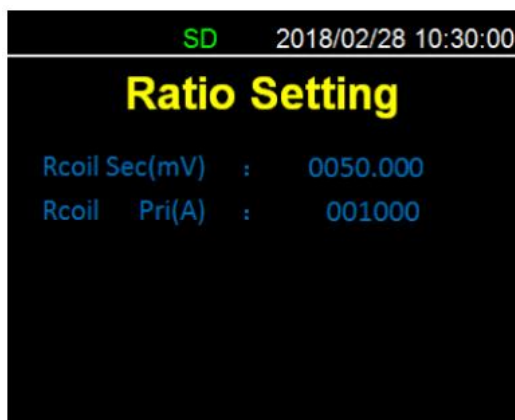 SD 2018/02/28 10:30:00
Ratio Setting
Rcoil Sec(mV) : 0050.000
Rcoil Pri(A) : 001000